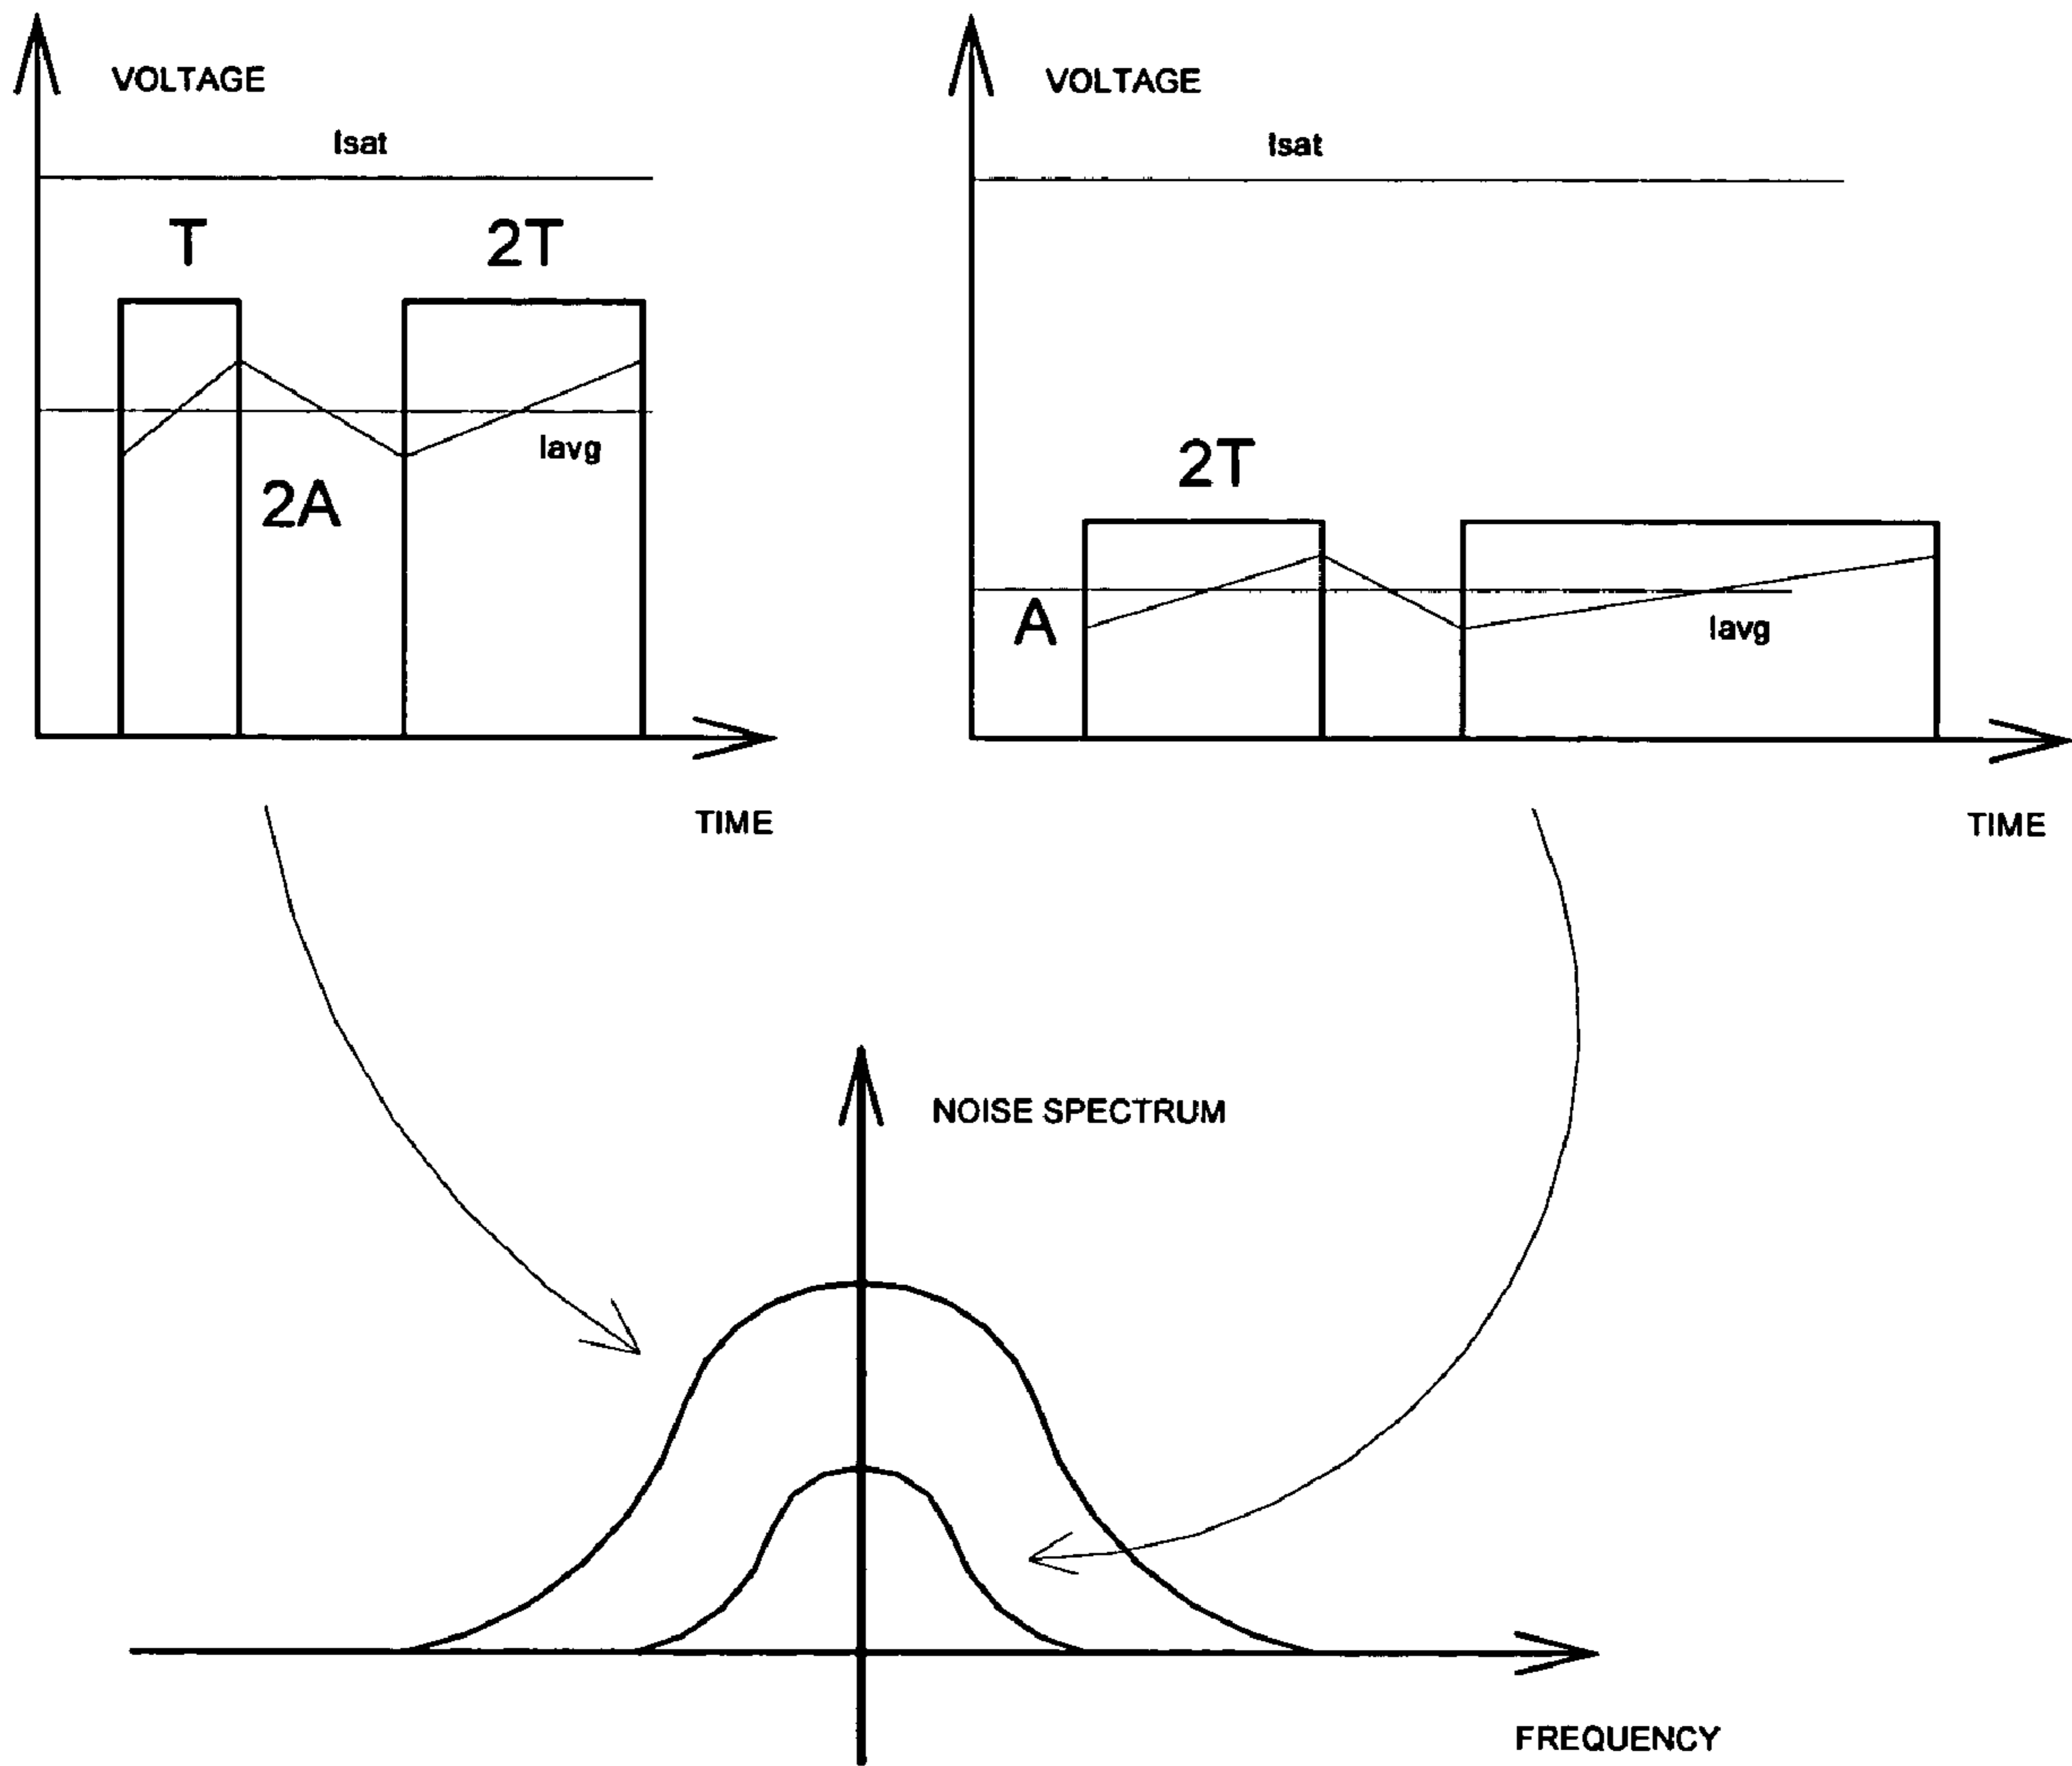 VOLTAGE
Isat
T
2T
2A
Iavg
TIME
VOLTAGE
Isat
2T
A
Iavg
TIME
NOISE SPECTRUM
FREQUENCY